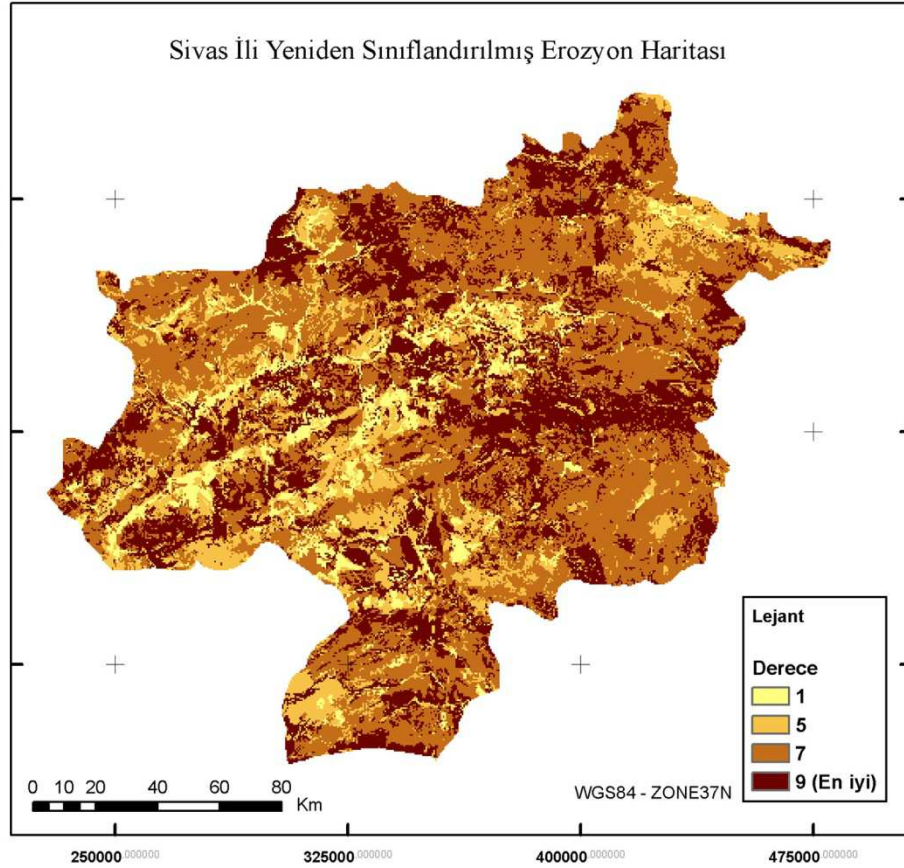 Sivas İli Yeniden Sınıflandırılmış Erozyon Haritası
Lejant
Derece
1
5
7
9 (En iyi)
0 10 20 40 60 80
Km
WGS84 - ZONE37N
250000.000000 325000.000000 400000.000000 475000.000000